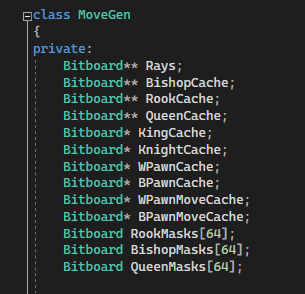 class MoveGen
{
private:
Bitboard** Rays;
Bitboard** BishopCache;
Bitboard** RookCache;
Bitboard** QueenCache;
Bitboard* KingCache;
Bitboard* KnightCache;
Bitboard* WPawnCache;
Bitboard* BPawnCache;
Bitboard* WPawnMoveCache;
Bitboard* BPawnMoveCache;
Bitboard RookMasks[64];
Bitboard BishopMasks[64];
Bitboard QueenMasks[64];